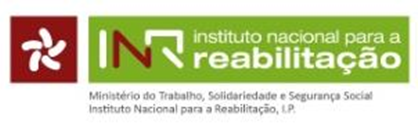 INR instituto nacional para a
reabilitação
Ministério do Trabalho, Solidariedade e Segurança Social
Instituto Nacional para a Reabilitação, I.P.